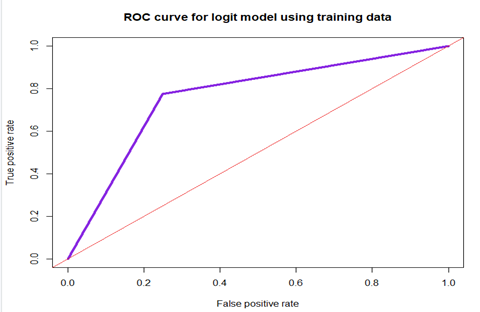 ROC curve for logit model using training data
True positive rate
1.0
0.8
0.6
0.4
0.2
0.0
0.0 0.2 0.4 0.6 0.8 1.0
False positive rate